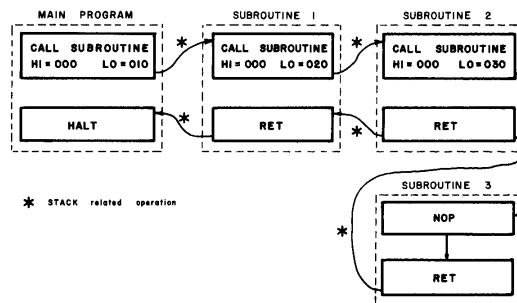 MAIN PROGRAM
CALL SUBROUTINE
HI = 000 LO = 010
HALT
SUBROUTINE 1
CALL SUBROUTINE
HI = 000 LO = 020
RET
SUBROUTINE 2
CALL SUBROUTINE
HI = 000 LO = 030
RET
* * * *
* STACK related operation
SUBROUTINE 3
*
NOP
RET